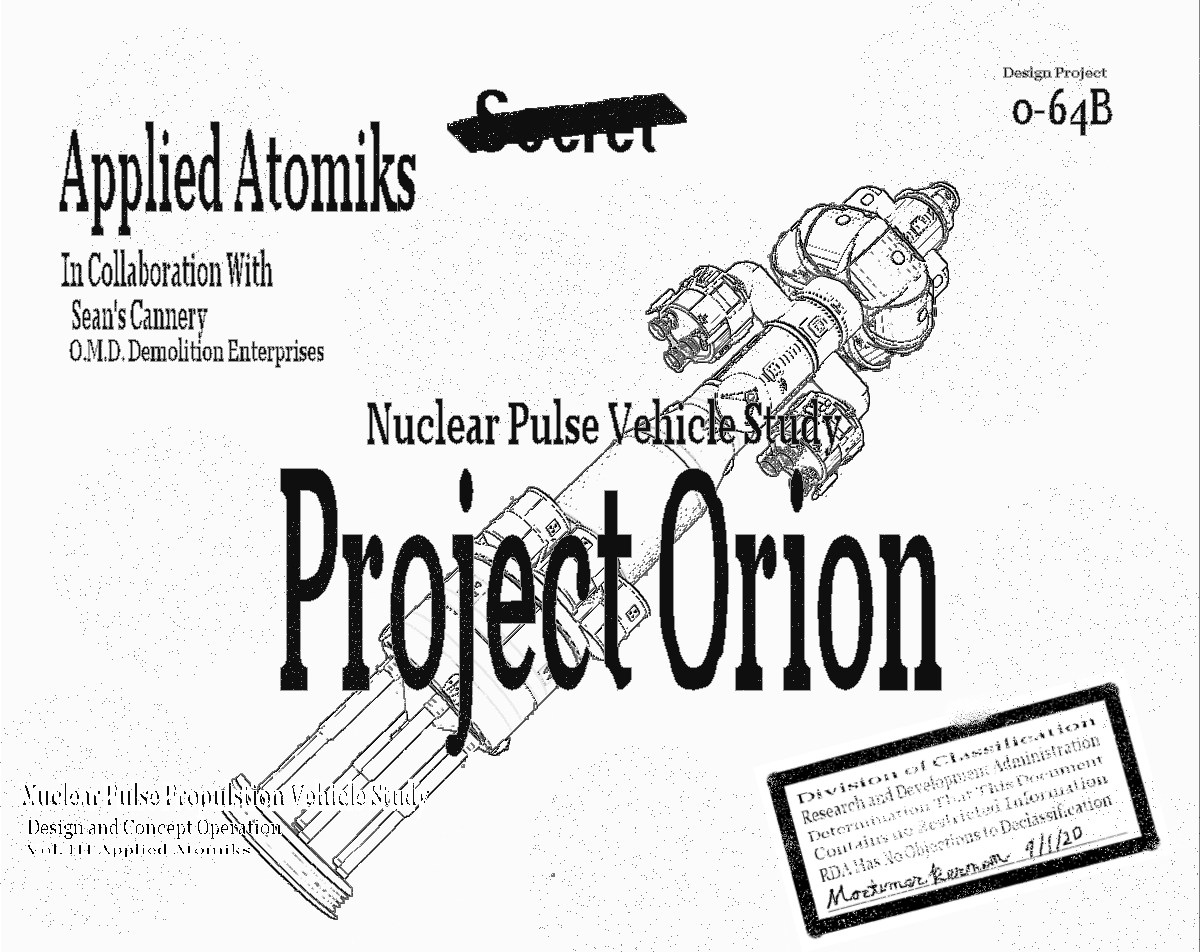 Secret
Design Project
0-64B
Applied Atomiks
In Collaboration With
Sean's Cannery
O.M.D. Demolition Enterprises
Nuclear Pulse Vehicle Study
Project Orion
Nuclear Pulse Propulstion Vehicle Study
Design and Concept Operation
Vol. III Applied Atomiks
Division of Classification
Research and Development Administration
Determination That This Document
Contains no Restricted Information
RDA Has No Objections to Declassification
Mortimer Kerman 9/1/20